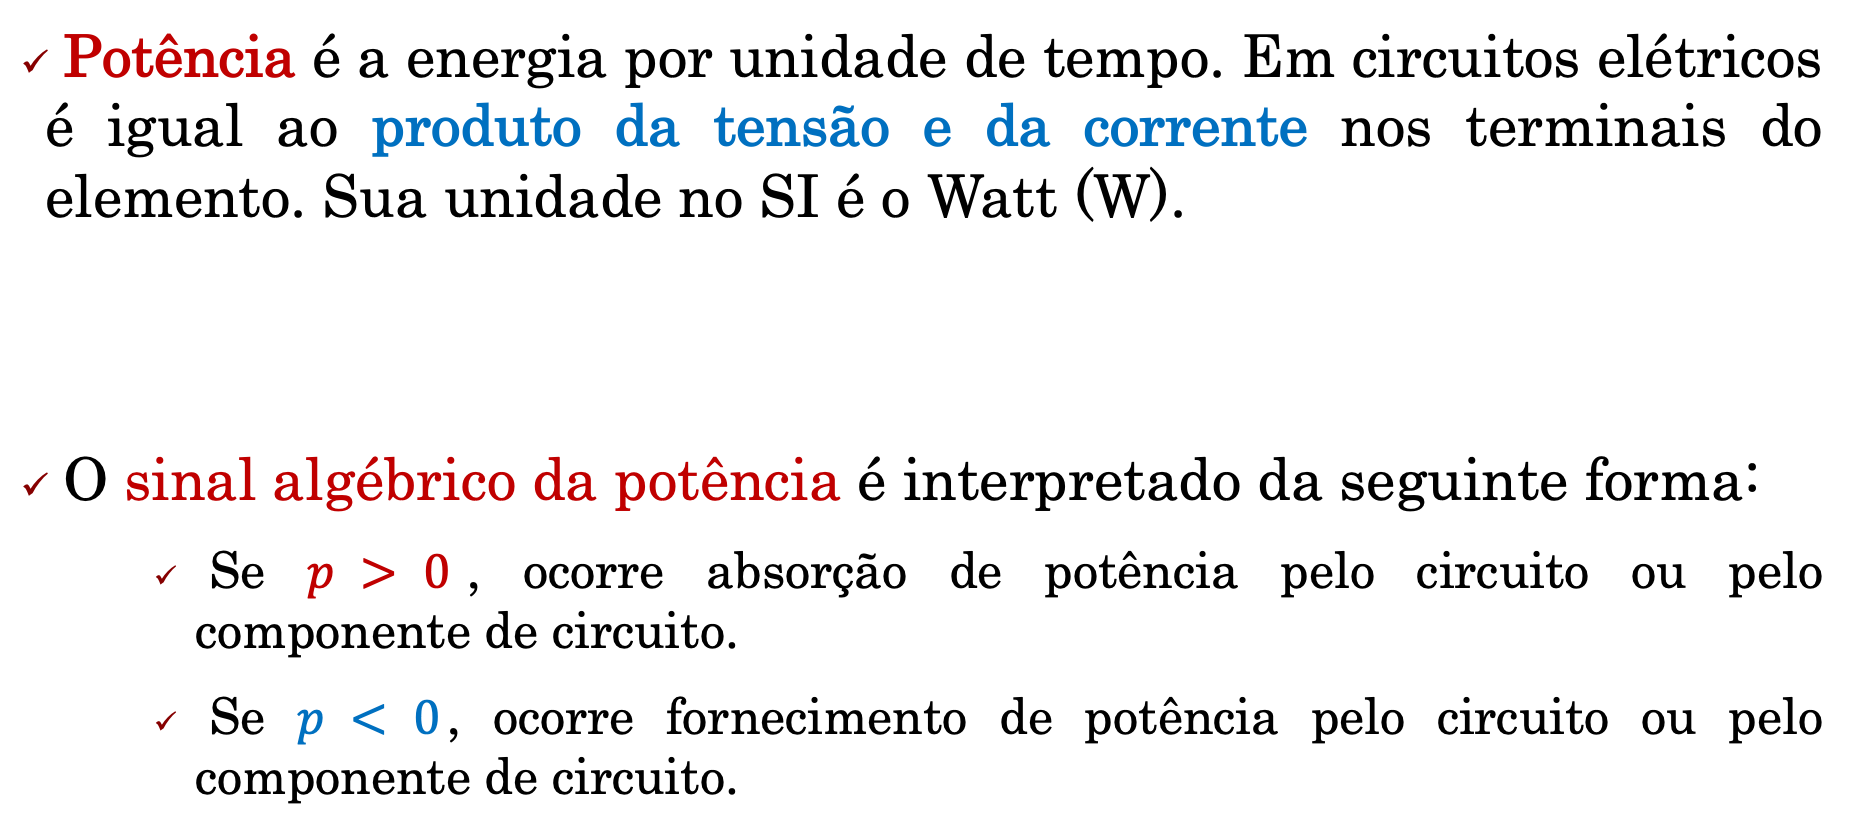 ✓ Potência é a energia por unidade de tempo. Em circuitos elétricos
é igual ao produto da tensão e da corrente nos terminais do
elemento. Sua unidade no SI é o Watt (W).
✓ O sinal algébrico da potência é interpretado da seguinte forma:
✓ Se p > 0 , ocorre absorção de potência pelo circuito ou pelo
componente de circuito.
✓ Se p < 0, ocorre fornecimento de potência pelo circuito ou pelo
componente de circuito.